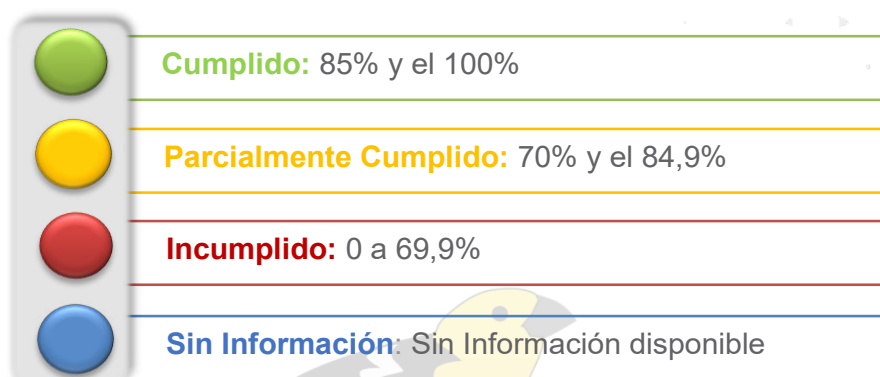 Cumplido: 85% y el 100%
Parcialmente Cumplido: 70% y el 84,9%
Incumplido: 0 a 69,9%
Sin Información: Sin Información disponible